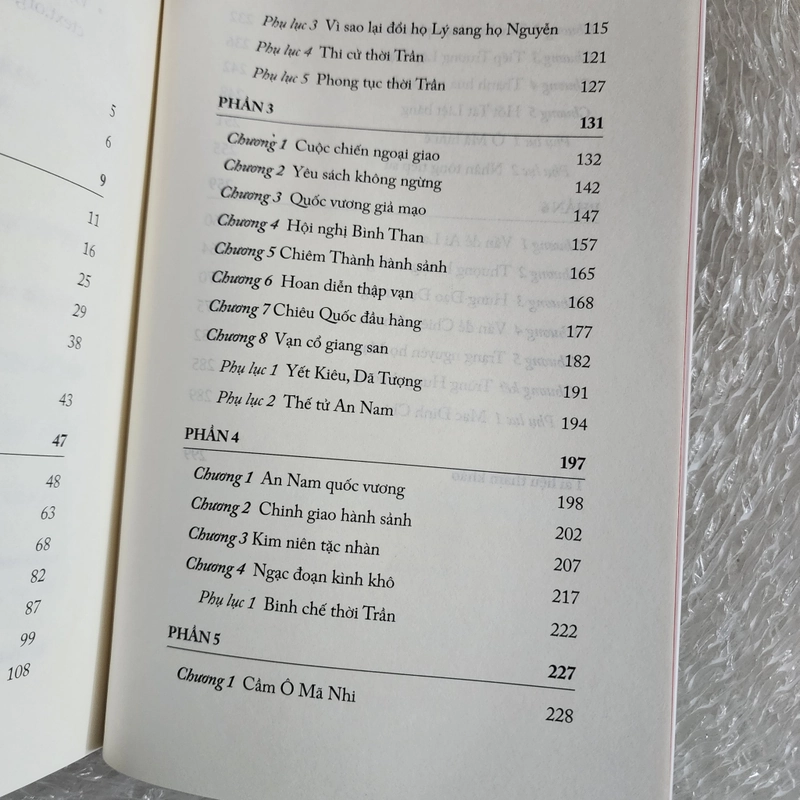 5
6
9
11
16
25
29
38
43
47
48
63
68
82
87
99
108
Phụ lục 3 Vì sao lại đổi họ Lý sang họ Nguyễn 115
Phụ lục 4 Thi cử thời Trần 121
Phụ lục 5 Phong tục thời Trần 127
PHẦN 3 131
Chương 1 Cuộc chiến ngoại giao 132
Chương 2 Yêu sách không ngừng 142
Chương 3 Quốc vương giả mạo 147
Chương 4 Hội nghị Bình Than 157
Chương 5 Chiêm Thành hành sảnh 165
Chương 6 Hoan diễn thập vạn 168
Chương 7 Chiêu Quốc đầu hàng 177
Chương 8 Vạn cổ giang san 182
Phụ lục 1 Yết Kiêu, Dã Tượng 191
Phụ lục 2 Thế tử An Nam 194
PHẦN 4 197
Chương 1 An Nam quốc vương 198
Chương 2 Chinh giao hành sảnh 202
Chương 3 Kim niên tặc nhàn 207
Chương 4 Ngạc đoạn kình khô 217
Phụ lục 1 Binh chế thời Trần 222
PHẦN 5 227
Chương 1 Cầm Ô Mã Nhi 228